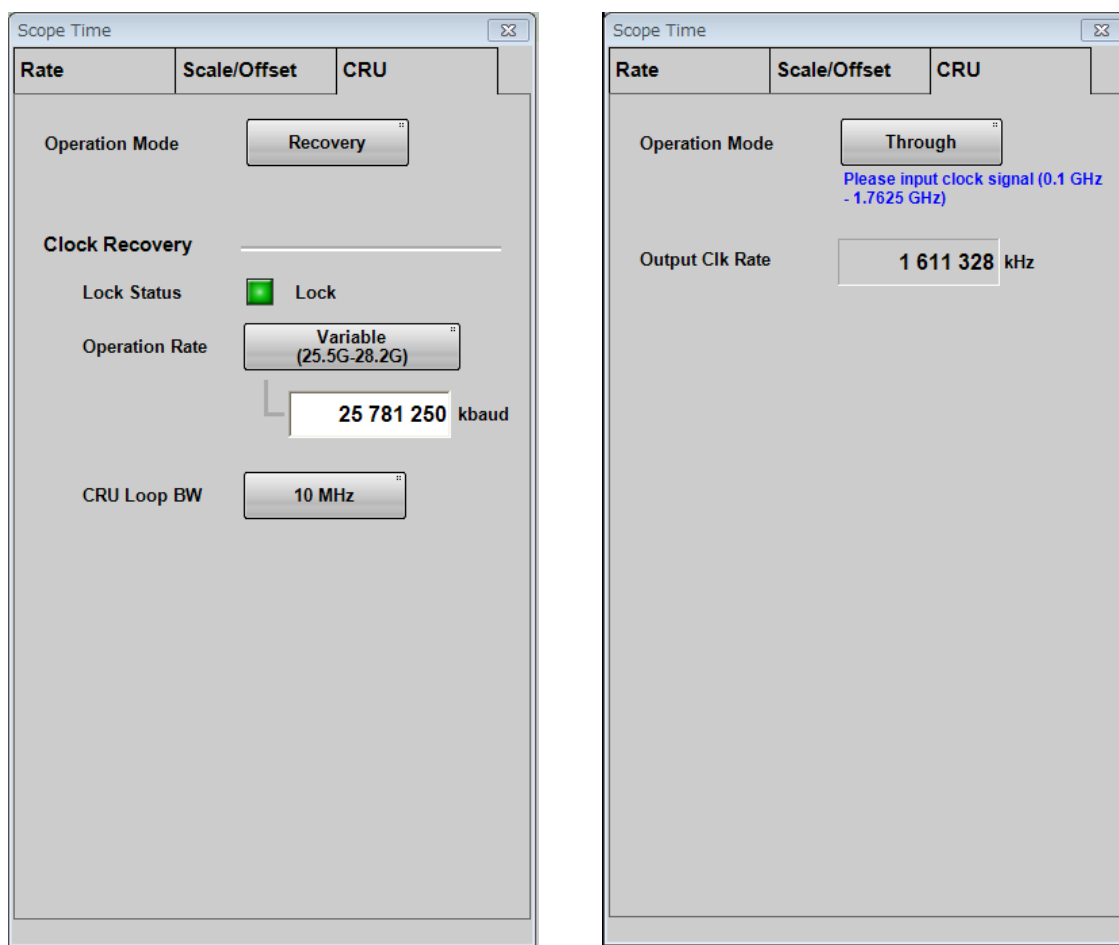 Scope Time
Rate Scale/Offset CRU
Operation Mode Recovery
Clock Recovery
Lock Status Lock
Operation Rate Variable
(25.5G-28.2G)
25 781 250 kbaud
CRU Loop BW 10 MHz
Scope Time
Rate Scale/Offset CRU
Operation Mode Through
Please input clock signal (0.1 GHz
- 1.7625 GHz)
Output Clk Rate 1 611 328 kHz